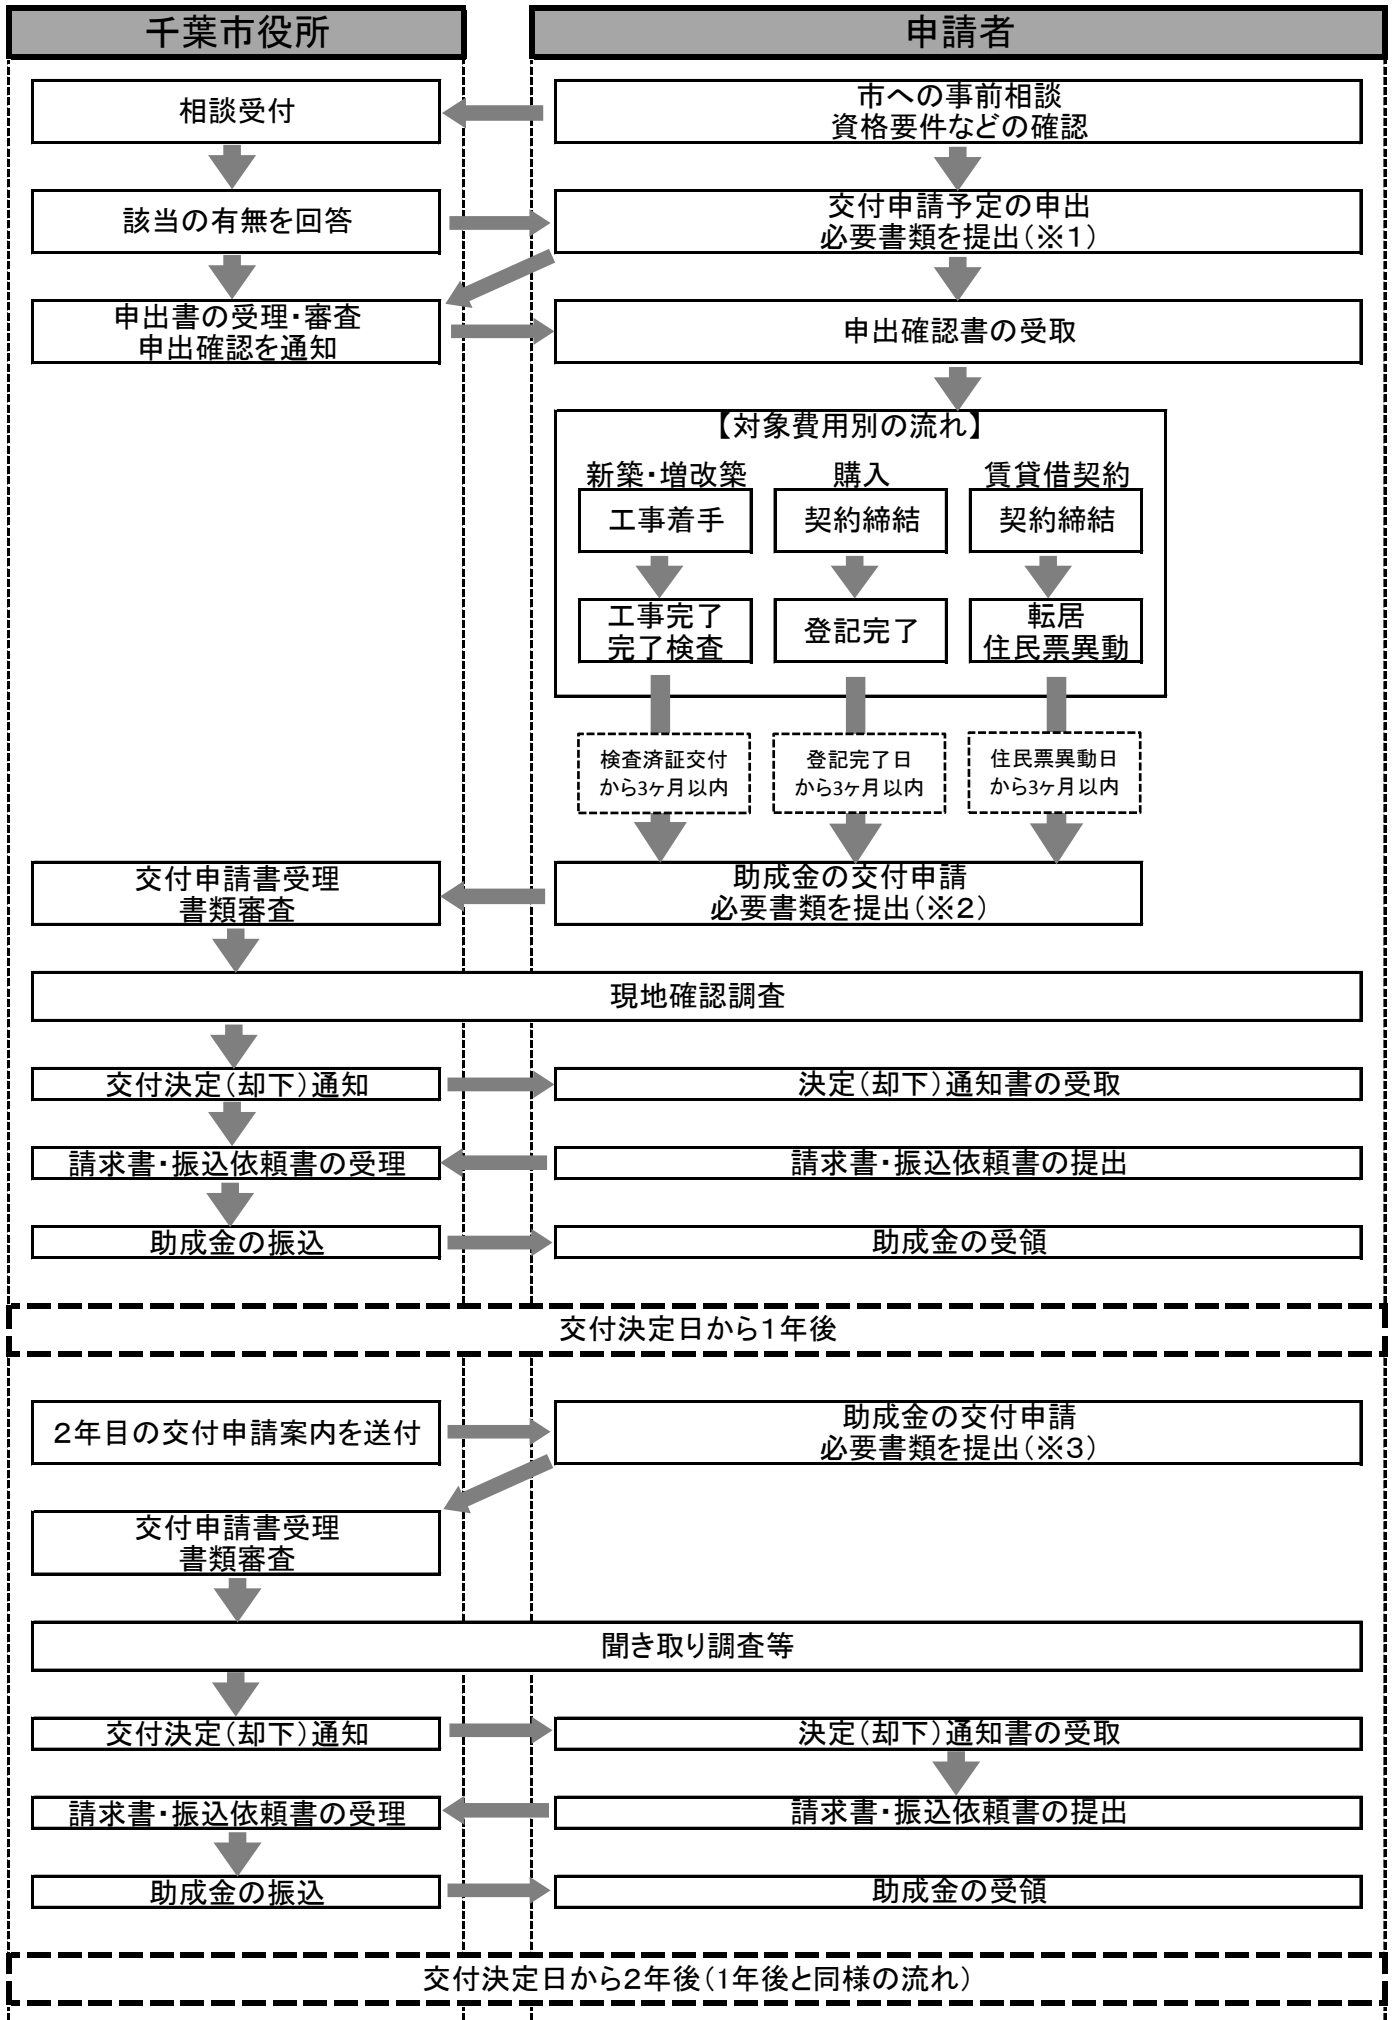 千葉市役所
申請者
相談受付
市への事前相談
資格要件などの確認
該当の有無を回答
交付申請予定の申出
必要書類を提出(※1)
申出書の受理・審査
申出確認を通知
申出確認書の受取
【対象費用別の流れ】
新築・増改築
購入
賃貸借契約
工事着手
契約締結
契約締結
工事完了
完了検査
登記完了
転居
住民票異動
検査済証交付
から3ヶ月以内
登記完了日
から3ヶ月以内
住民票異動日
から3ヶ月以内
交付申請書受理
書類審査
助成金の交付申請
必要書類を提出(※2)
現地確認調査
交付決定(却下)通知
決定(却下)通知書の受取
請求書・振込依頼書の受理
請求書・振込依頼書の提出
助成金の振込
助成金の受領
交付決定日から1年後
2年目の交付申請案内を送付
助成金の交付申請
必要書類を提出(※3)
交付申請書受理
書類審査
聞き取り調査等
交付決定(却下)通知
決定(却下)通知書の受取
請求書・振込依頼書の受理
請求書・振込依頼書の提出
助成金の振込
助成金の受領
交付決定日から2年後(1年後と同様の流れ)